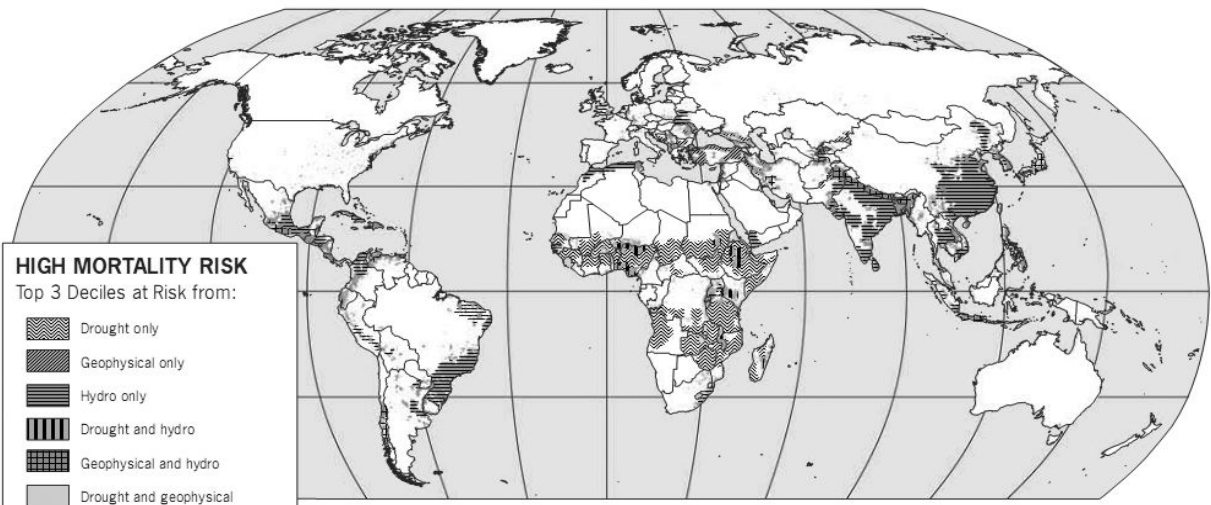 HIGH MORTALITY RISK
Top 3 Deciles at Risk from:
Drought only
Geophysical only
Hydro only
Drought and hydro
Geophysical and hydro
Drought and geophysical